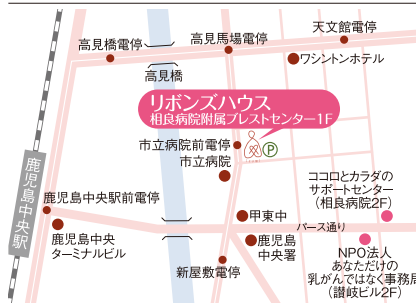 天文館電停
高見馬場電停
高見橋電停
ワシントンホテル
高見橋
リボンズハウス
相良病院附属ブレストセンター1F
市立病院前電停
P
市立病院
ココロとカラダの
サポートセンター
（相良病院2F）
鹿児島中央駅前電停
鹿児島中央駅
甲東中
パース通り
鹿児島中央
ターミナルビル
鹿児島
中央署
新屋敷電停
NPO法人
あなただけの
乳がんではなく事務局
（讃岐ビル2F）